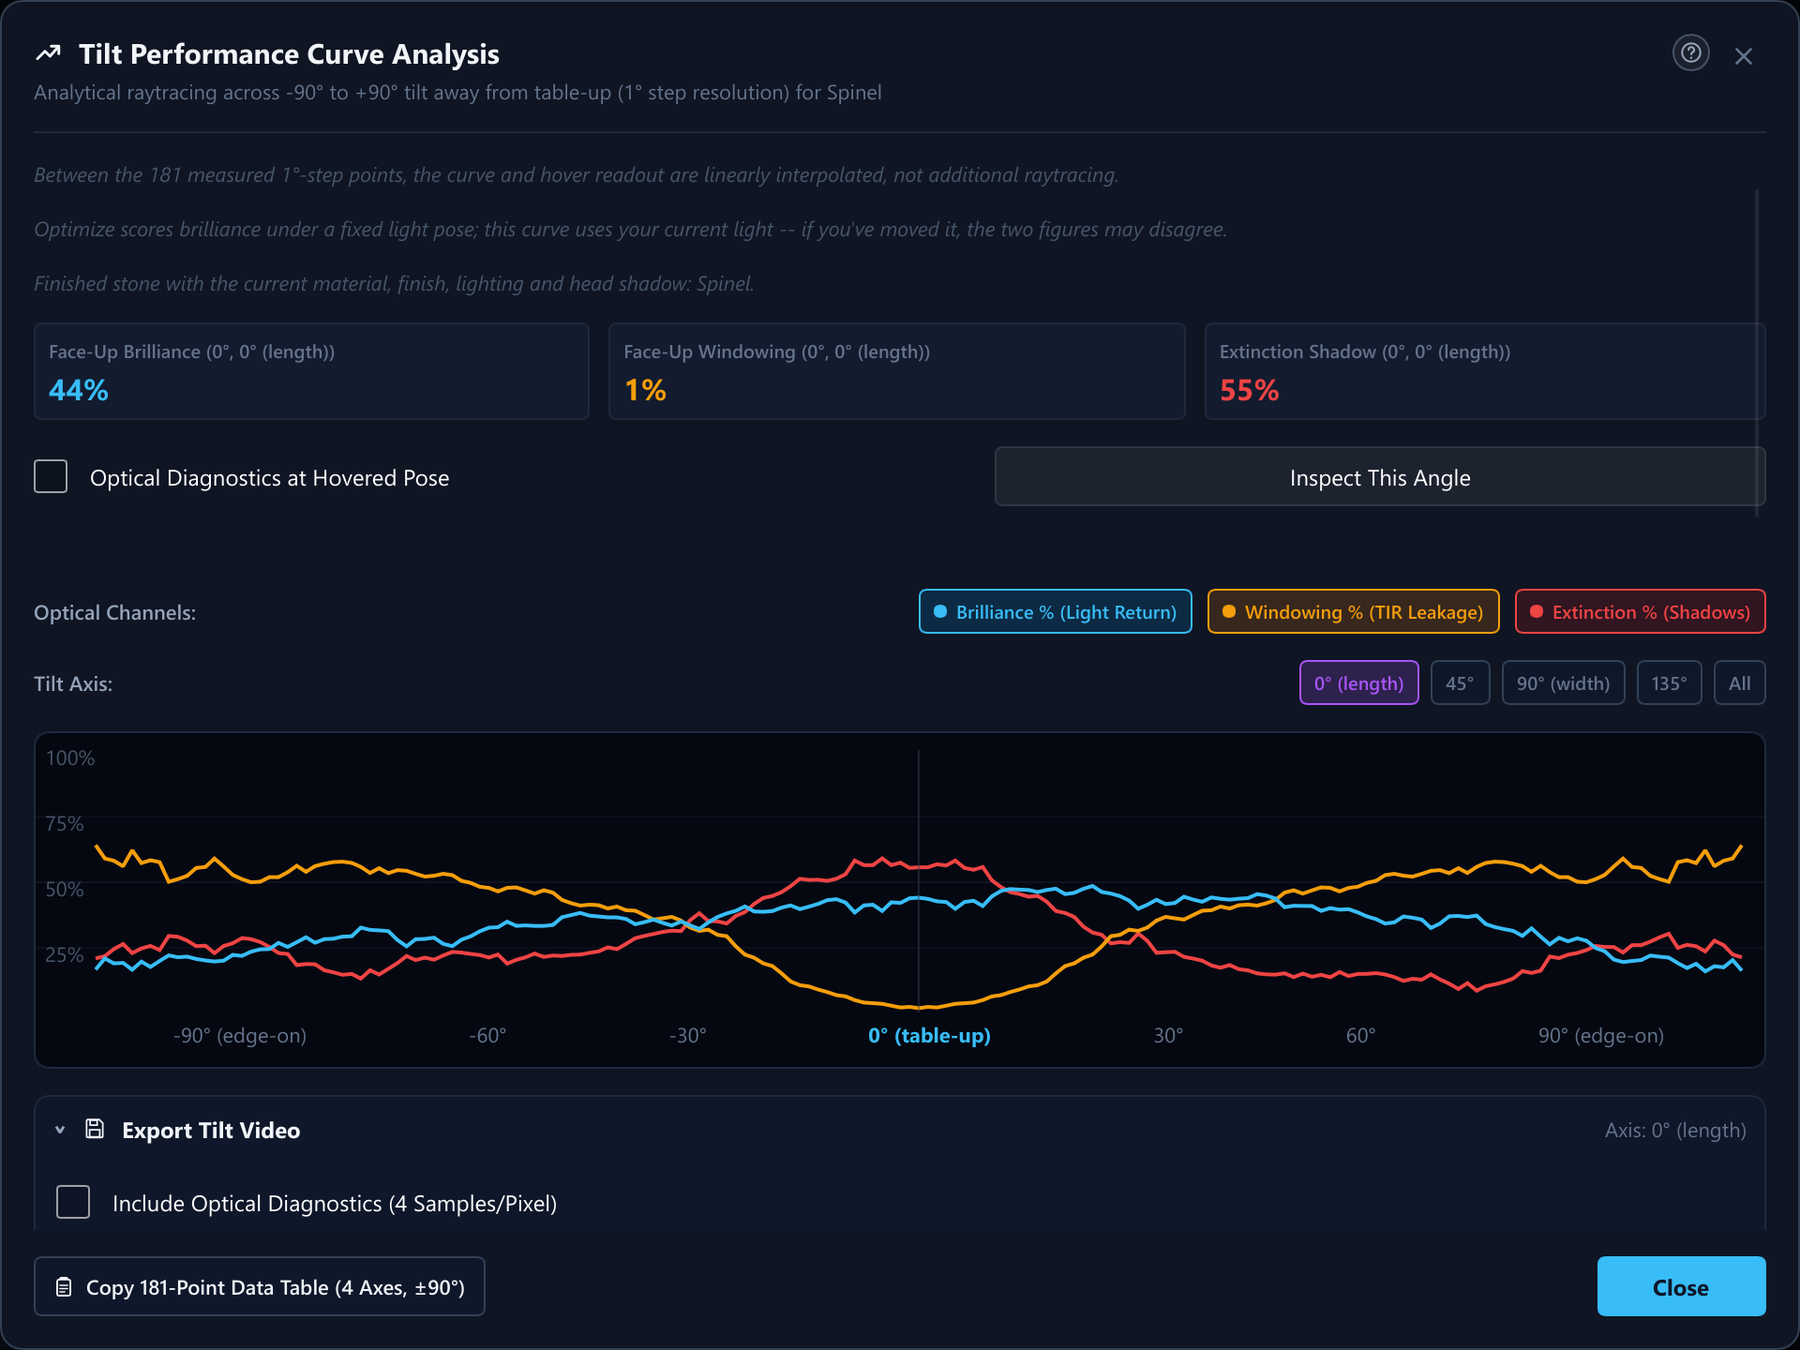 Tilt Performance Curve Analysis
Analytical raytracing across -90° to +90° tilt away from table-up (1° step resolution) for Spinel
Between the 181 measured 1°-step points, the curve and hover readout are linearly interpolated, not additional raytracing.
Optimize scores brilliance under a fixed light pose; this curve uses your current light -- if you've moved it, the two figures may disagree.
Finished stone with the current material, finish, lighting and head shadow: Spinel.
Face-Up Brilliance (0°, 0° (length))
44%
Face-Up Windowing (0°, 0° (length))
1%
Extinction Shadow (0°, 0° (length))
55%
Optical Diagnostics at Hovered Pose
Inspect This Angle
Optical Channels:
Brilliance % (Light Return)
Windowing % (TIR Leakage)
Extinction % (Shadows)
Tilt Axis:
0° (length)
45°
90° (width)
135°
All
100%
75%
50%
25%
-90° (edge-on)
-60°
-30°
0° (table-up)
30°
60°
90° (edge-on)
Export Tilt Video
Axis: 0° (length)
Include Optical Diagnostics (4 Samples/Pixel)
Copy 181-Point Data Table (4 Axes, ±90°)
Close